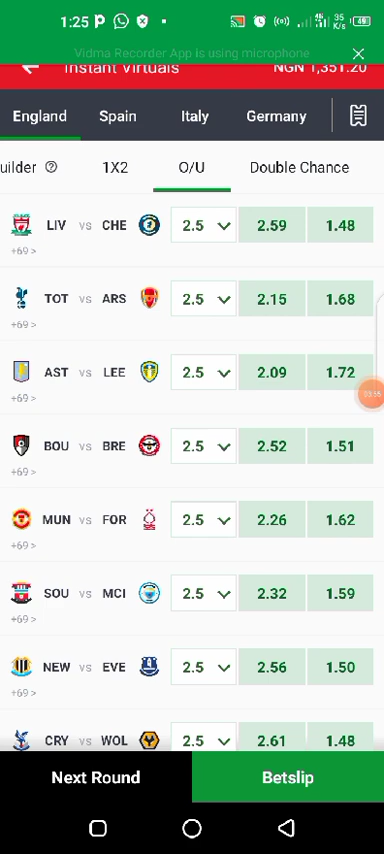 1:25 P 4G 35 K/s 46
Vidma Recorder App is using microphone
Instant Virtuals NGN 1,351.20
England Spain Italy Germany
uilder ? 1X2 O/U Double Chance
LIV vs CHE 2.5 2.59 1.48
+69 >
TOT vs ARS 2.5 2.15 1.68
+69 >
AST vs LEE 2.5 2.09 1.72
+69 >
03:55
BOU vs BRE 2.5 2.52 1.51
+69 >
MUN vs FOR 2.5 2.26 1.62
+69 >
SOU vs MCI 2.5 2.32 1.59
+69 >
NEW vs EVE 2.5 2.56 1.50
+69 >
CRY vs WOL 2.5 2.61 1.48
Next Round Betslip